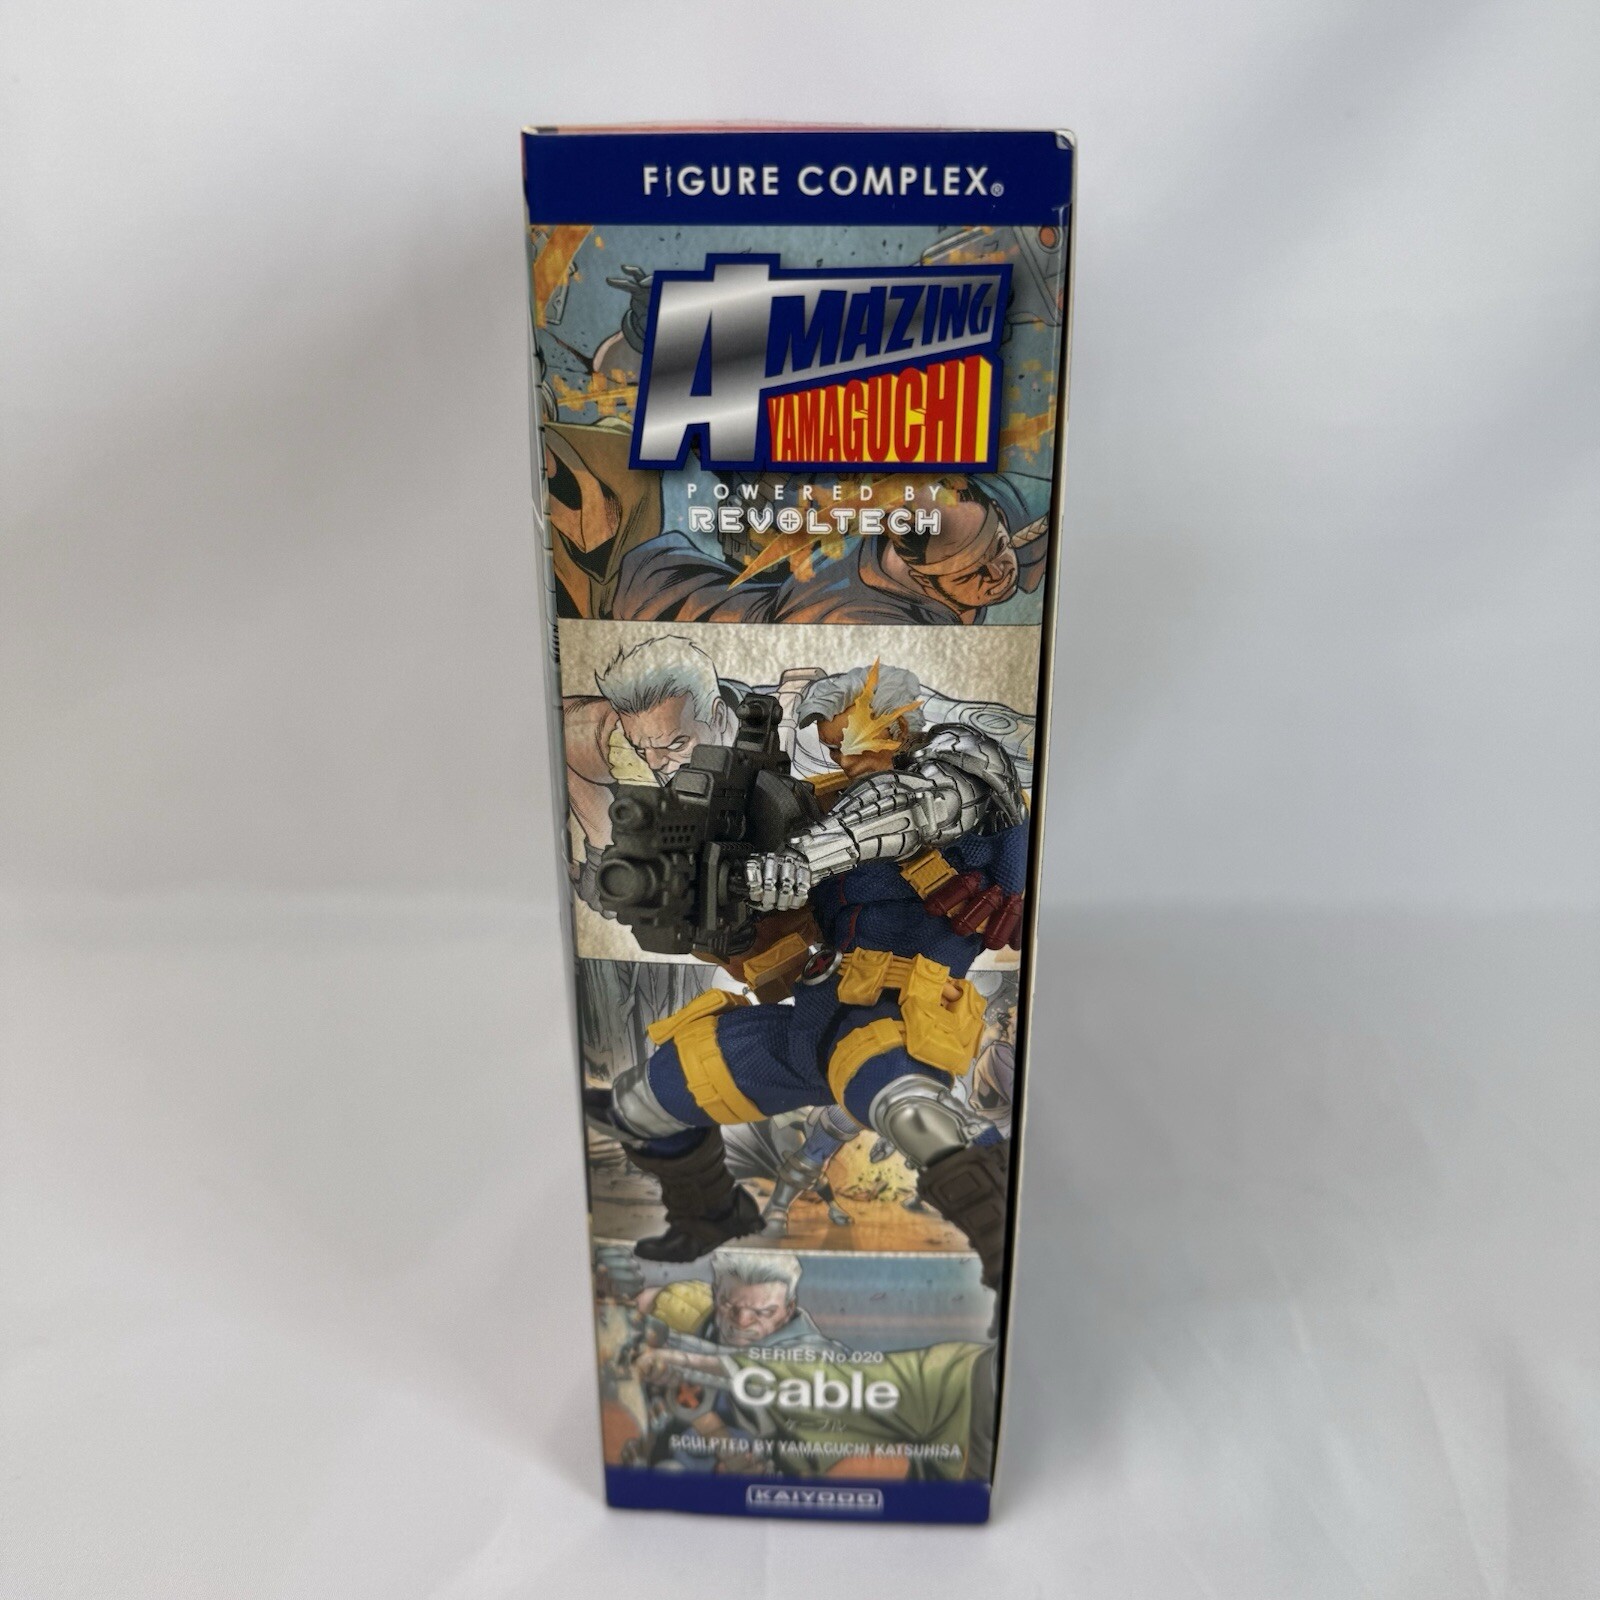 FIGURE COMPLEX®
AMAZING
YAMAGUCHI
POWERED BY
REVOLTECH
SERIES No.020
Cable
ケーブル
SCULPTED BY YAMAGUCHI KATSUHISA
KAIYODO